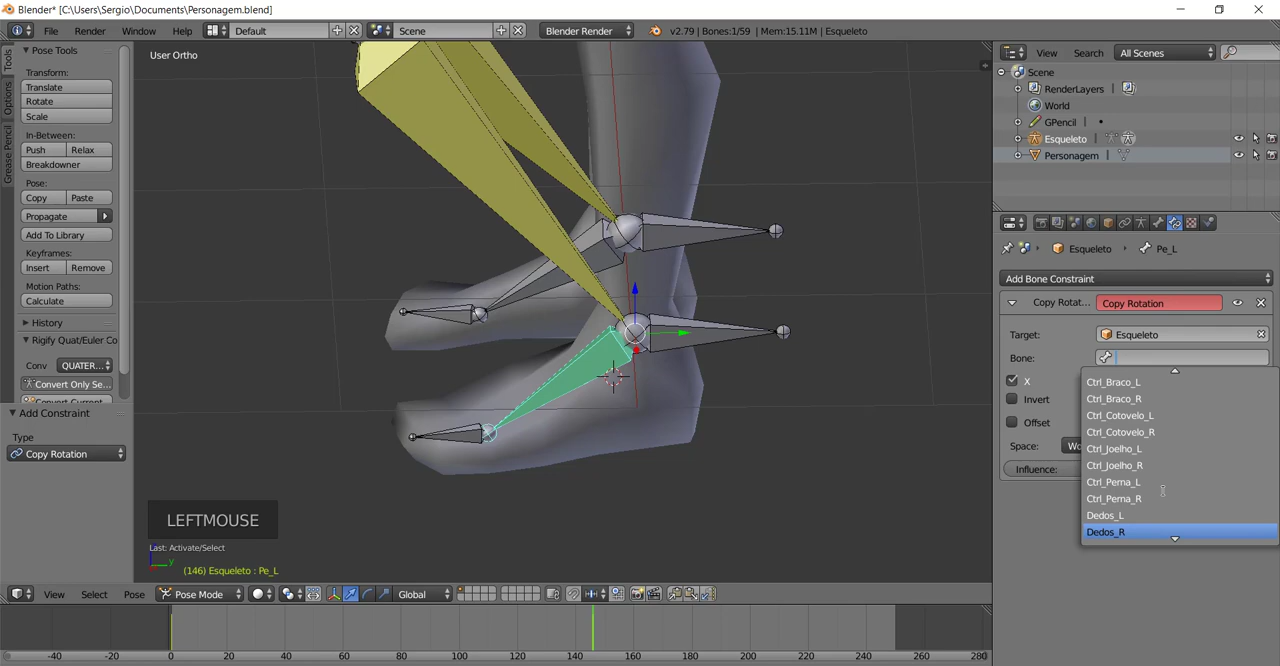 Blender* [C:\Users\Sergio\Documents\Personagem.blend]
File Render Window Help Default Scene Blender Render v2.79 | Bones:1/59 | Mem:15.11M | Esqueleto
View Search All Scenes
Scene
RenderLayers
World
GPencil
Esqueleto
Personagem
Tools
Options
Grease Pencil
Pose Tools
Transform:
Translate
Rotate
Scale
In-Between:
Push Relax
Breakdowner
Pose:
Copy Paste
Propagate
Add To Library
Keyframes:
Insert Remove
Motion Paths:
Calculate
History
Rigify Quat/Euler Co
Conv QUATER...
Convert Only Se...
Convert Current
Add Constraint
Type
Copy Rotation
User Ortho
LEFTMOUSE
Last: Activate/Select
y
(146) Esqueleto : Pe_L
Esqueleto Pe_L
Add Bone Constraint
Copy Rotat... Copy Rotation
Target: Esqueleto
Bone:
X
Invert
Offset
Space: Wo
Influence:
Ctrl_Braco_L
Ctrl_Braco_R
Ctrl_Cotovelo_L
Ctrl_Cotovelo_R
Ctrl_Joelho_L
Ctrl_Joelho_R
Ctrl_Perna_L
Ctrl_Perna_R
Dedos_L
Dedos_R
View Select Pose Pose Mode Global
-40 -20 0 20 40 60 80 100 120 140 160 180 200 220 240 260 280